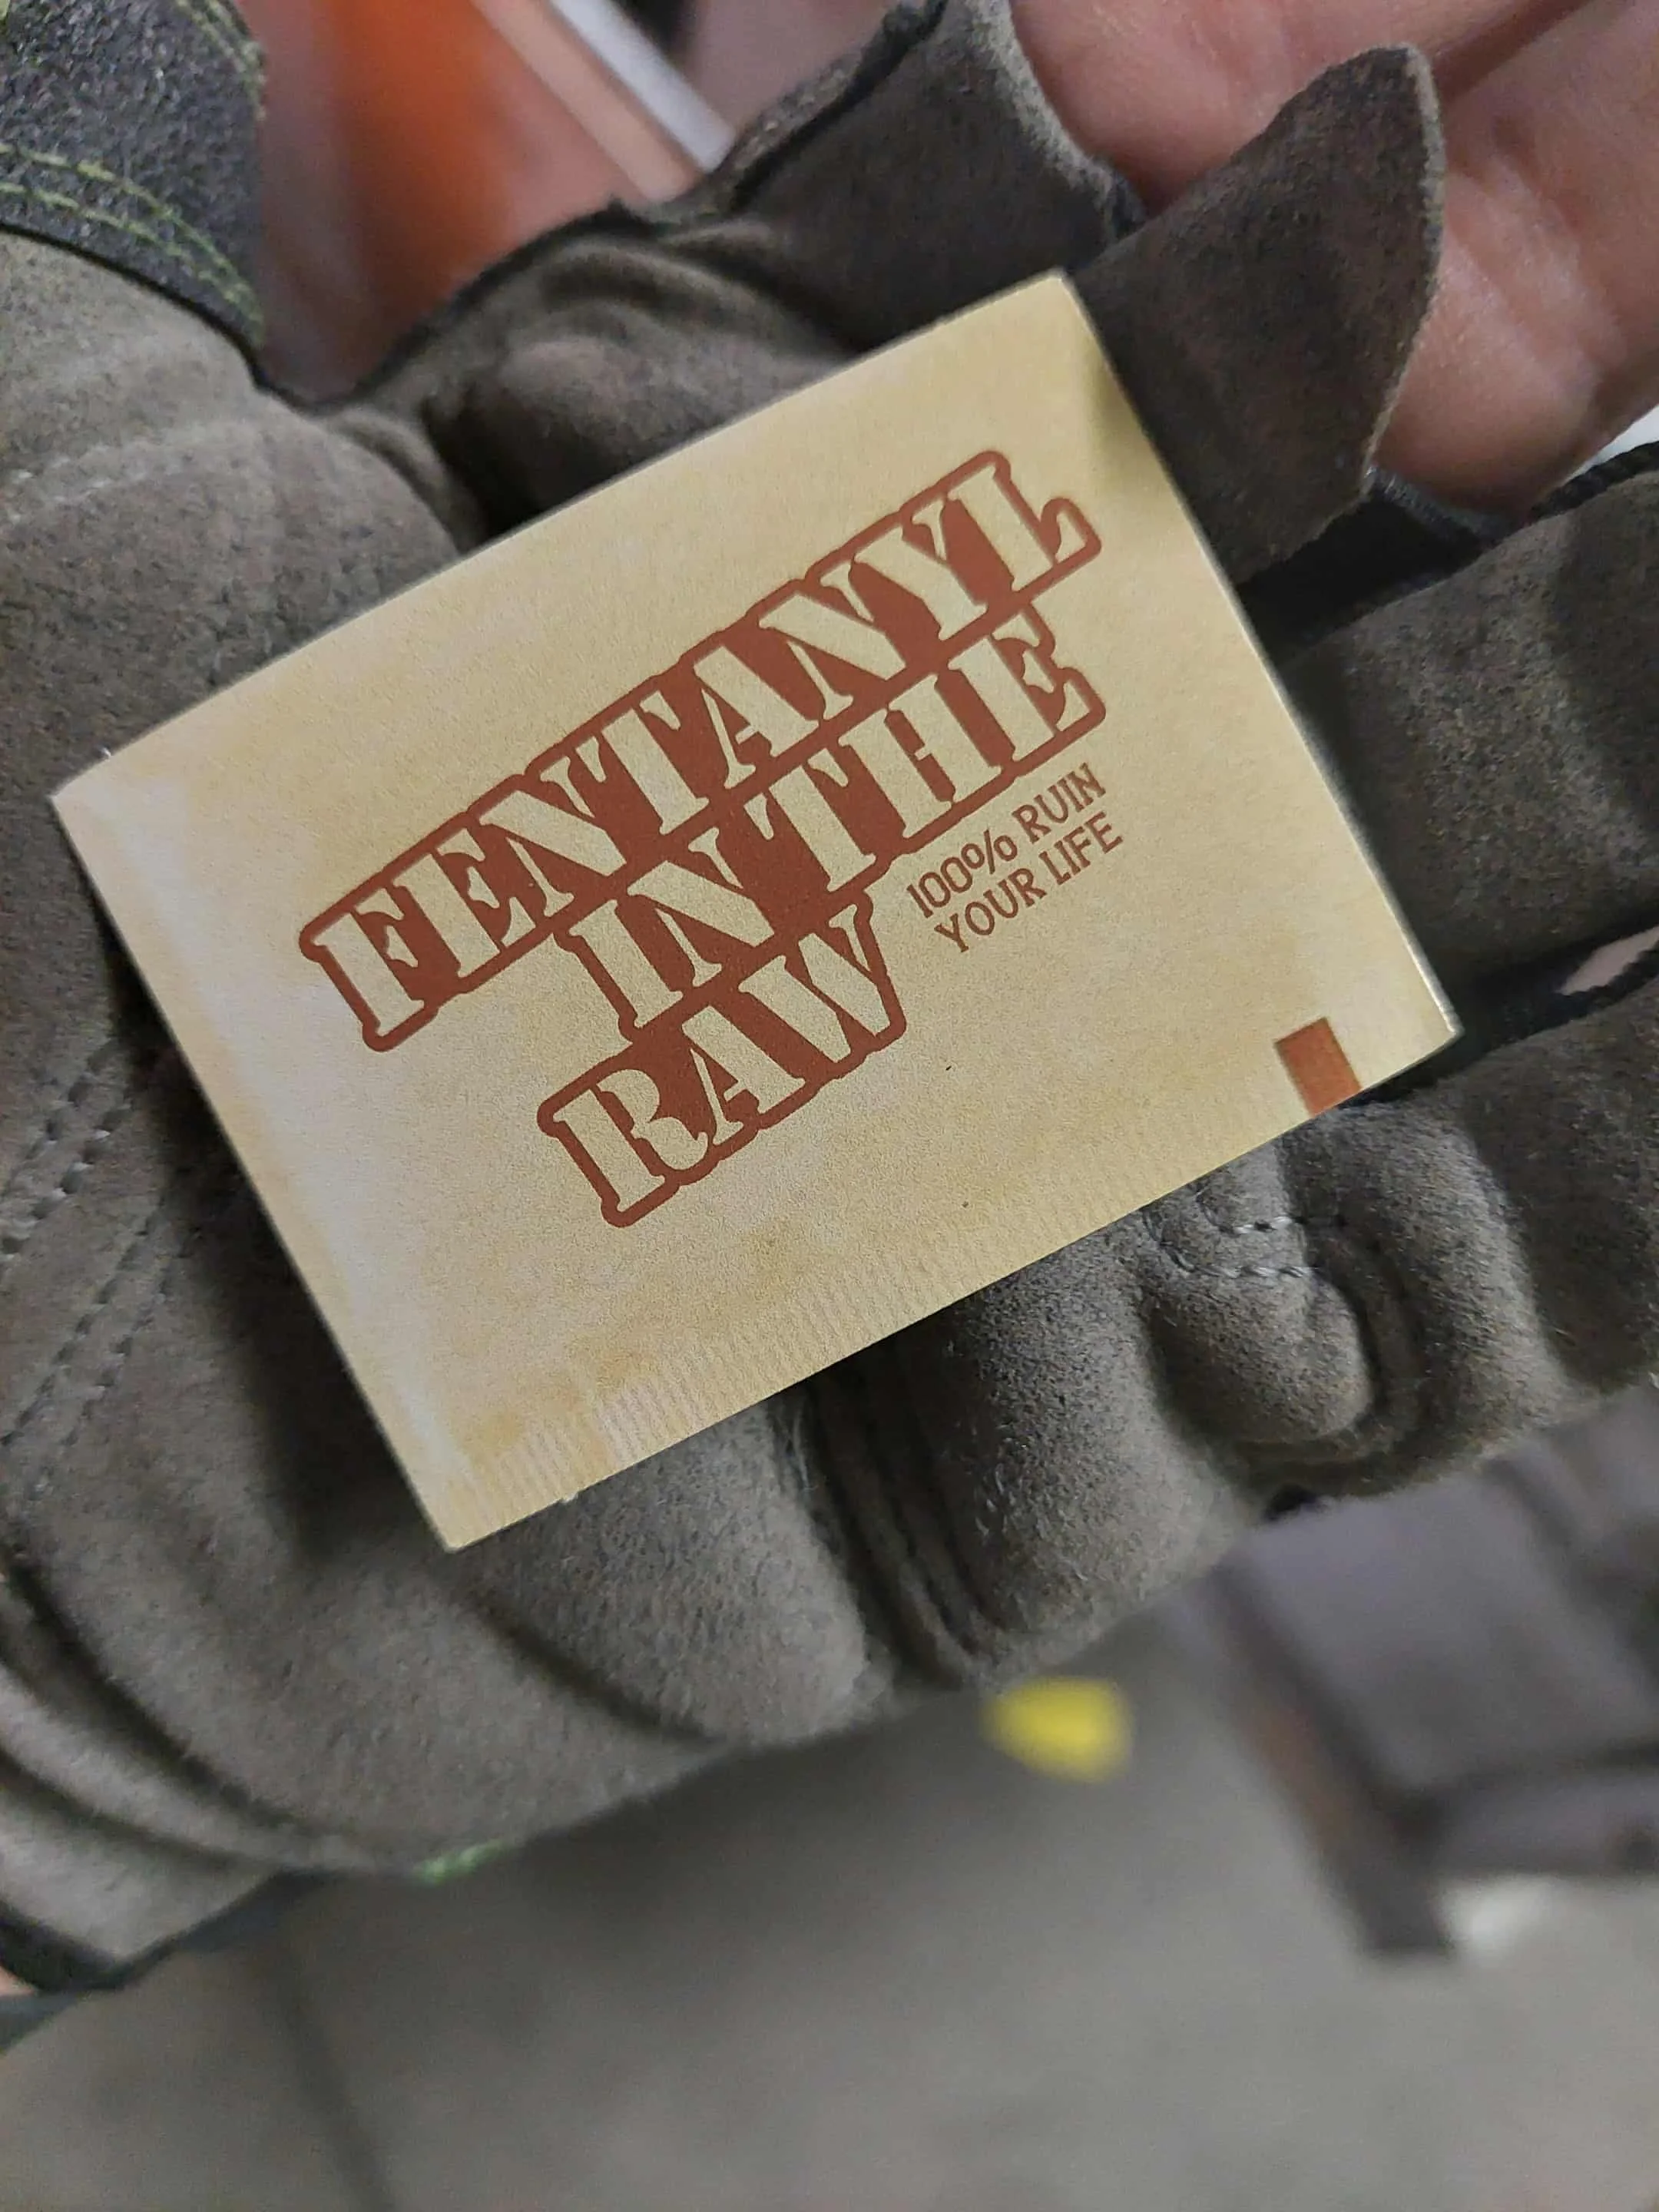 FENTANYL
IN THE
RAW
100% RUIN
YOUR LIFE